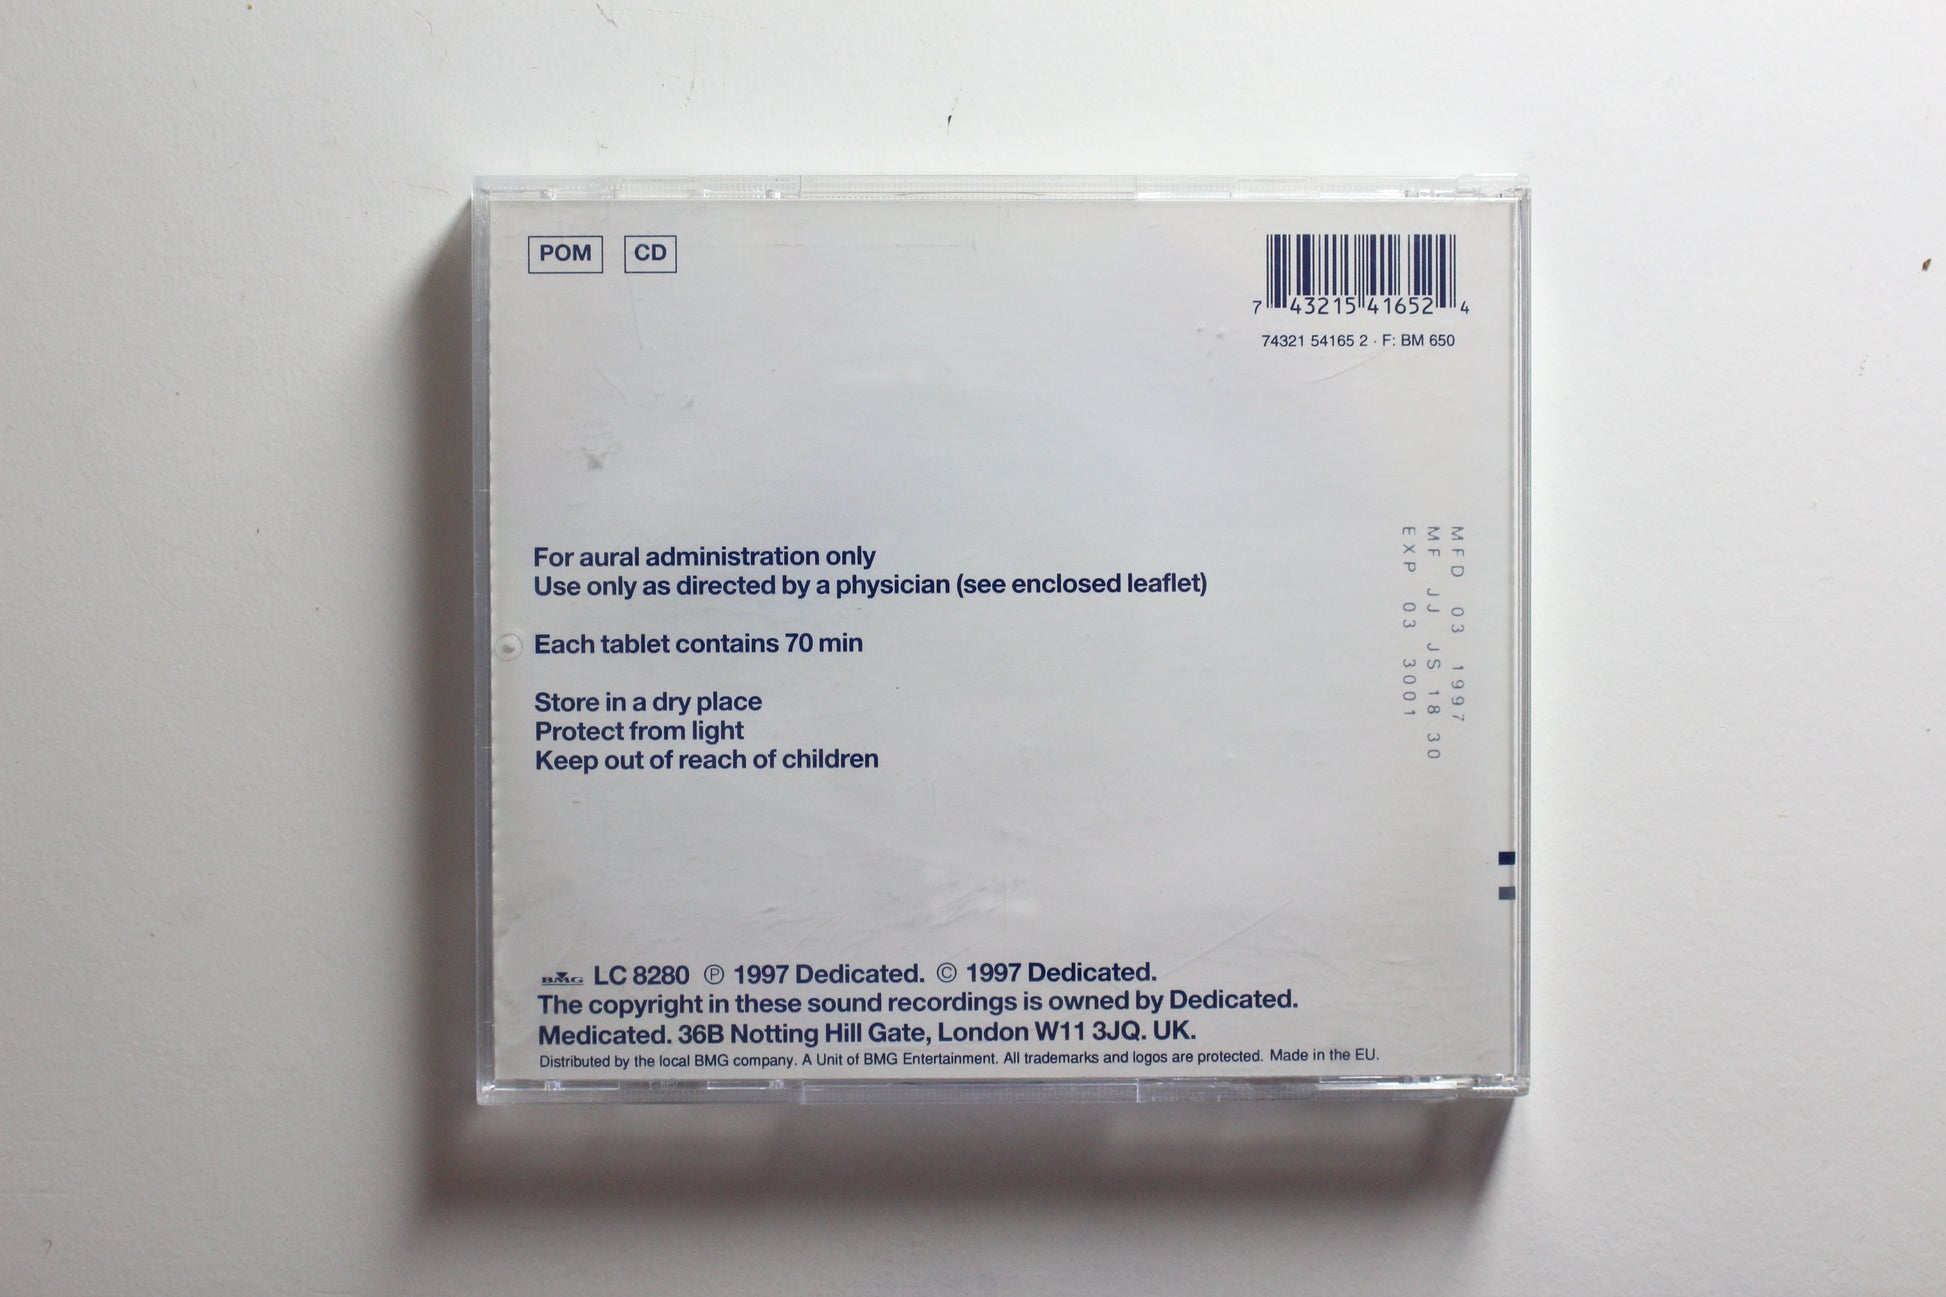 POM CD
7 43215 41652 4
74321 54165 2 · F: BM 650
For aural administration only
Use only as directed by a physician (see enclosed leaflet)
Each tablet contains 70 min
Store in a dry place
Protect from light
Keep out of reach of children
MFD 03 1997
MF JJ JS 18 30
EXP 03 3001
BMG LC 8280 ℗ 1997 Dedicated. © 1997 Dedicated.
The copyright in these sound recordings is owned by Dedicated.
Medicated. 36B Notting Hill Gate, London W11 3JQ. UK.
Distributed by the local BMG company. A Unit of BMG Entertainment. All trademarks and logos are protected. Made in the EU.